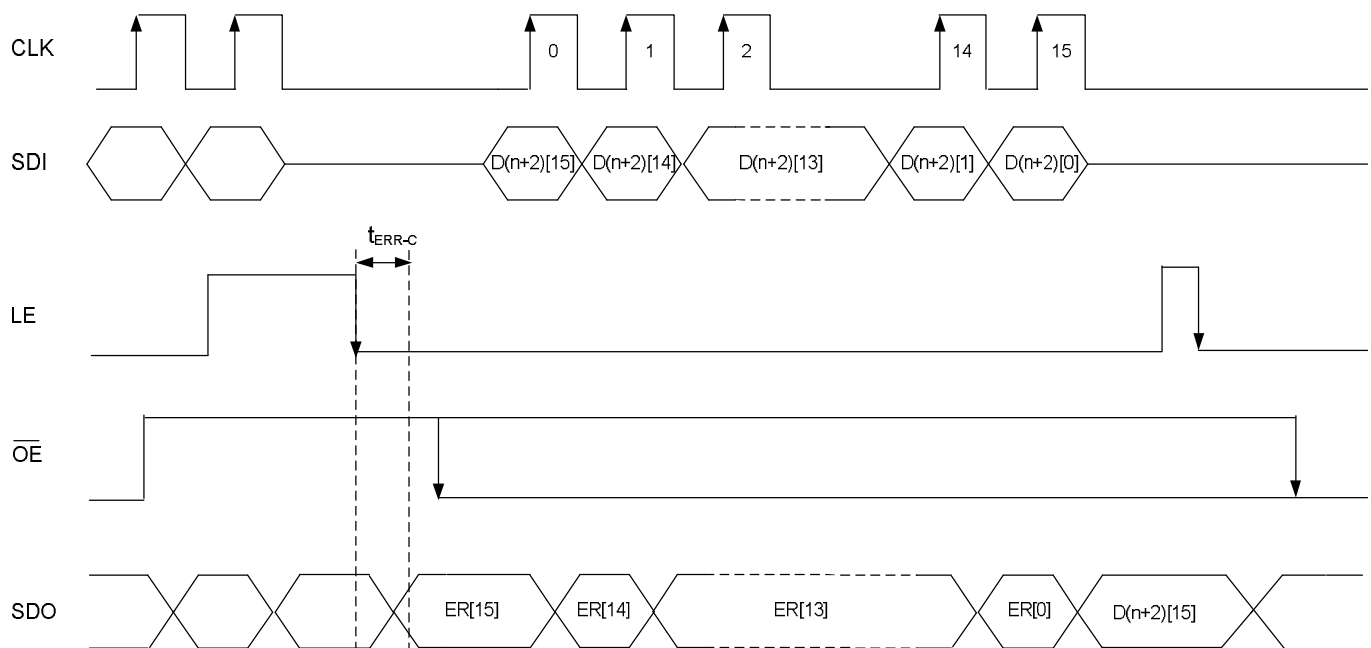 CLK
0
1
2
14
15
SDI
D(n+2)[15]
D(n+2)[14]
D(n+2)[13]
D(n+2)[1]
D(n+2)[0]
tERR-C
LE
OE
SDO
ER[15]
ER[14]
ER[13]
ER[0]
D(n+2)[15]